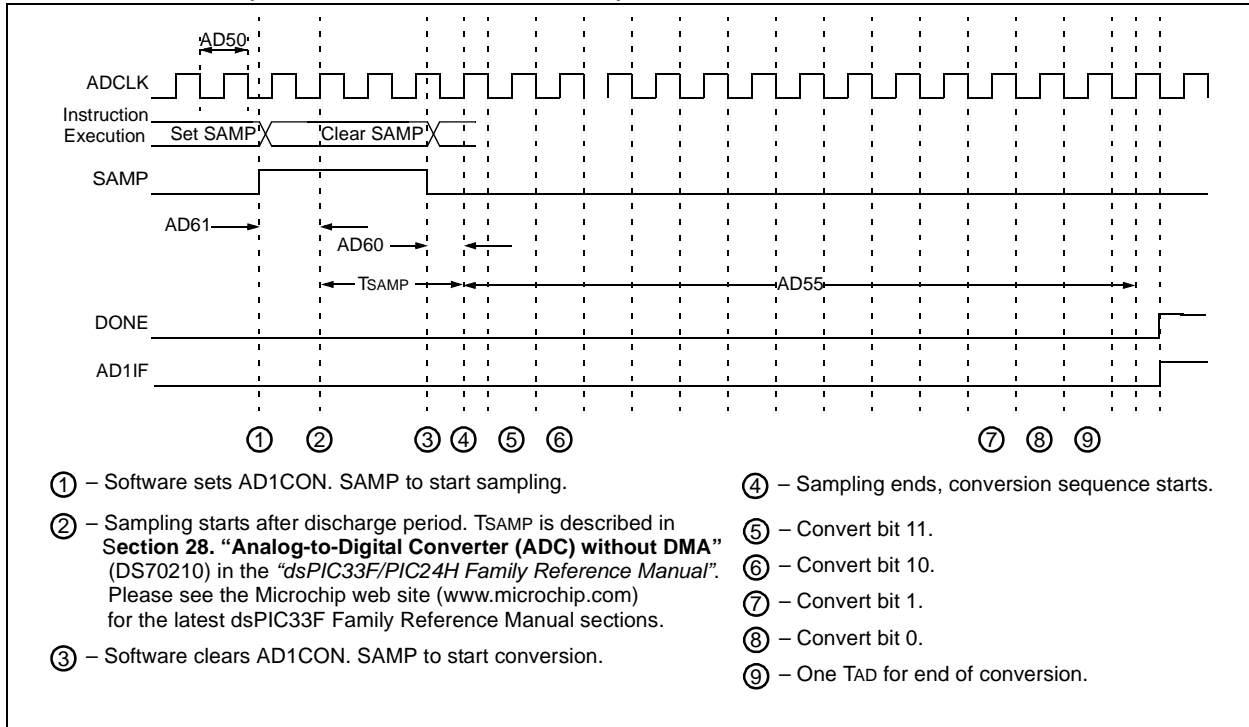 AD50
ADCLK
Instruction
Execution
Set SAMP
Clear SAMP
SAMP
AD61
AD60
TSAMP
AD55
DONE
AD1IF
1 2 3 4 5 6 7 8 9
1 – Software sets AD1CON. SAMP to start sampling.
2 – Sampling starts after discharge period. TSAMP is described in
Section 28. “Analog-to-Digital Converter (ADC) without DMA”
(DS70210) in the “dsPIC33F/PIC24H Family Reference Manual”.
Please see the Microchip web site (www.microchip.com)
for the latest dsPIC33F Family Reference Manual sections.
3 – Software clears AD1CON. SAMP to start conversion.
4 – Sampling ends, conversion sequence starts.
5 – Convert bit 11.
6 – Convert bit 10.
7 – Convert bit 1.
8 – Convert bit 0.
9 – One TAD for end of conversion.